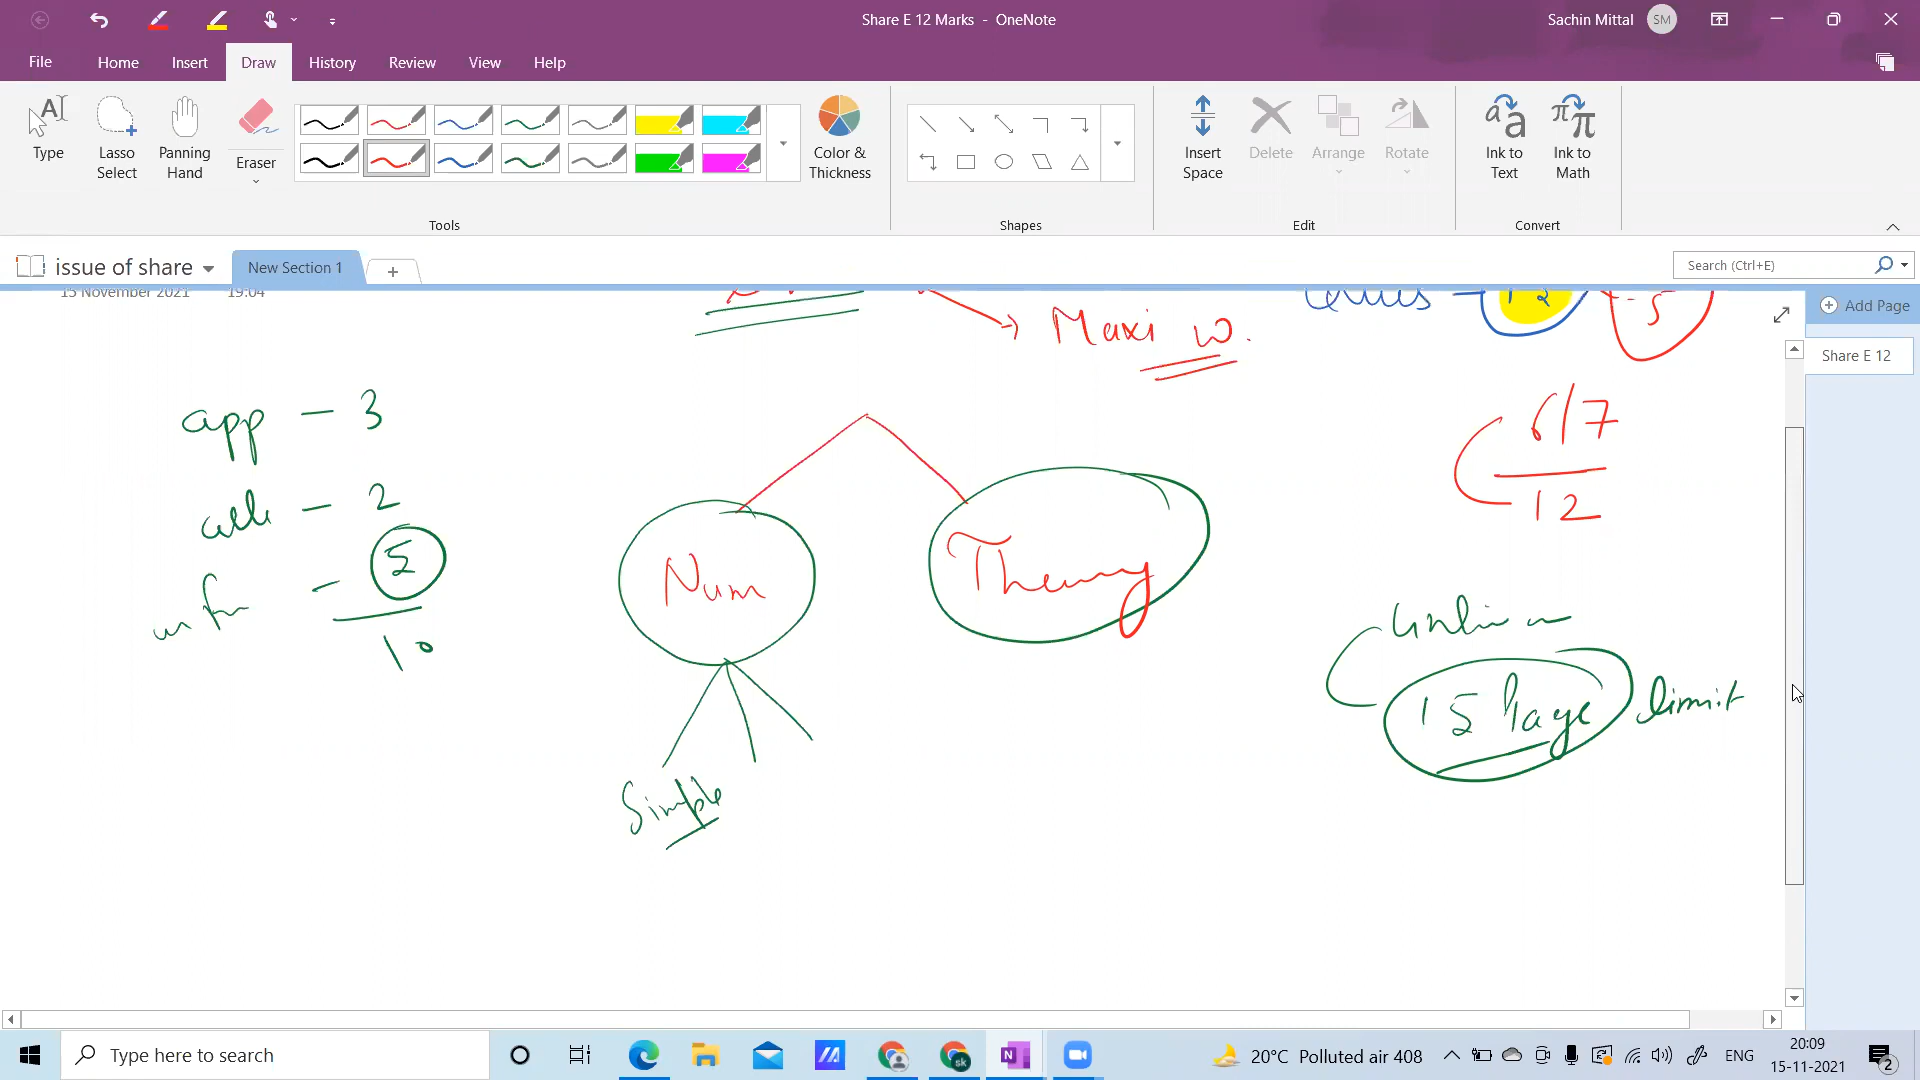 Share E 12 Marks - OneNote
Sachin Mittal
SM
File
Home
Insert
Draw
History
Review
View
Help
Type
Lasso
Select
Panning
Hand
Eraser
Color &
Thickness
Insert
Space
Delete
Arrange
Rotate
Ink to
Text
Ink to
Math
Tools
Shapes
Edit
Convert
issue of share
New Section 1
Search (Ctrl+E)
15 November 2021 19:04
Add Page
Share E 12
Maxi w.
app - 3
6/7
12
all - 2
- 5
10
Num
Theory
15 Page limit
Simple
Type here to search
20°C Polluted air 408
ENG
20:09
15-11-2021
2